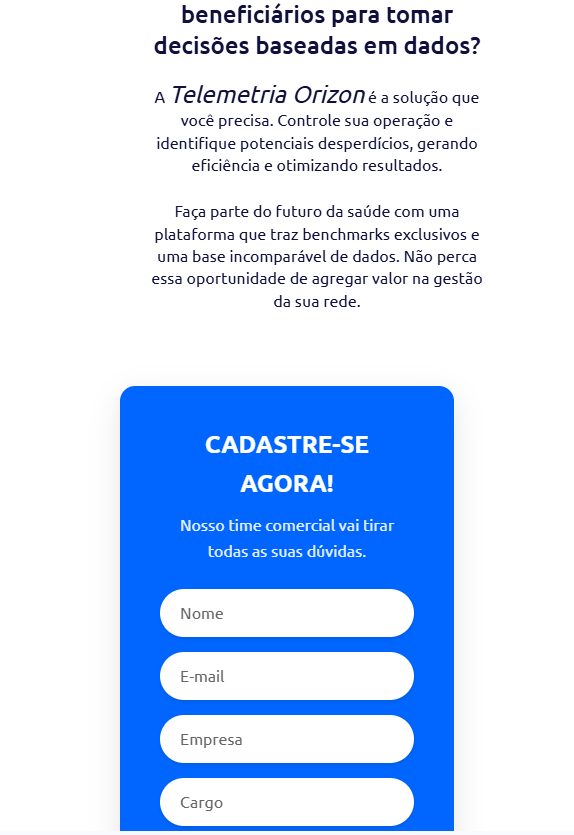 beneficiários para tomar
decisões baseadas em dados?
A Telemetria Orizon é a solução que
você precisa. Controle sua operação e
identifique potenciais desperdícios, gerando
eficiência e otimizando resultados.
Faça parte do futuro da saúde com uma
plataforma que traz benchmarks exclusivos e
uma base incomparável de dados. Não perca
essa oportunidade de agregar valor na gestão
da sua rede.
CADASTRE-SE
AGORA!
Nosso time comercial vai tirar
todas as suas dúvidas.
Nome
E-mail
Empresa
Cargo